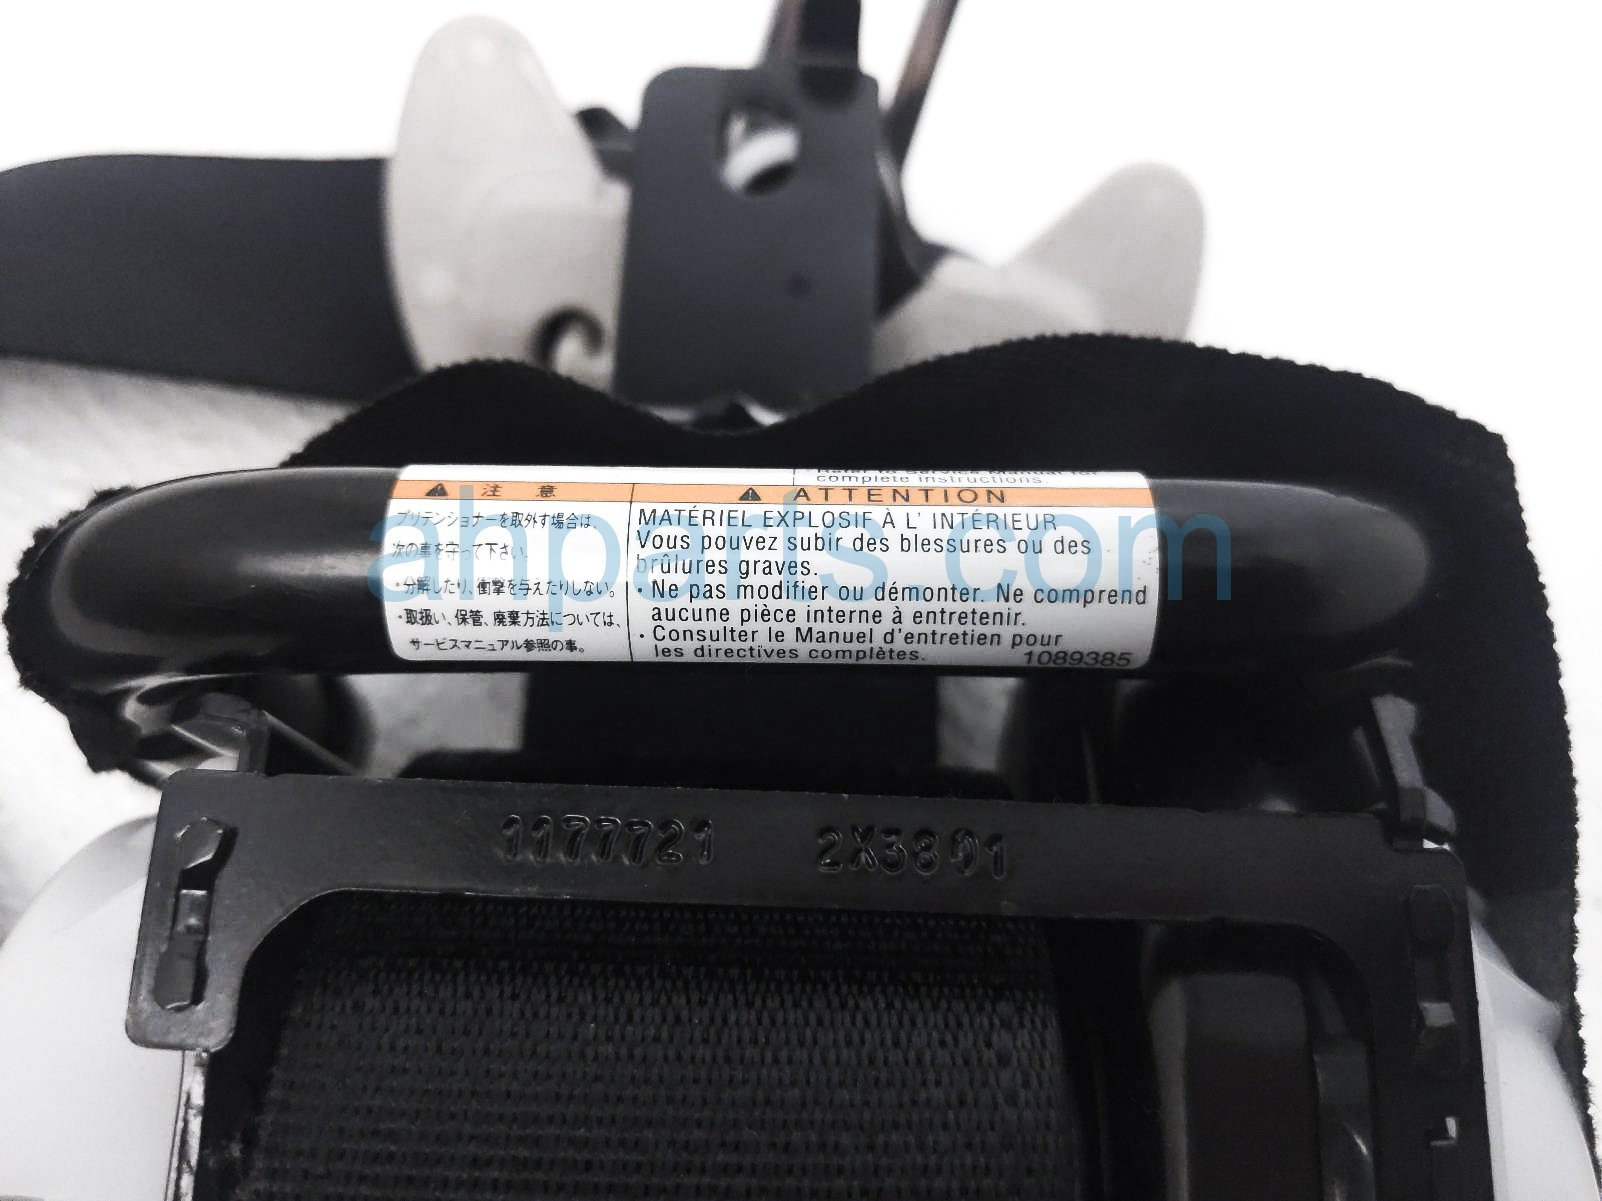 Refer to Service Manual for
complete instructions.
⚠ 注 意
プリテンショナーを取外す場合は、
次の事を守って下さい。
・分解したり、衝撃を与えたりしない。
・取扱い、保管、廃棄方法については、
サービスマニュアル参照の事。
⚠ ATTENTION
MATÉRIEL EXPLOSIF À L' INTÉRIEUR
Vous pouvez subir des blessures ou des
brûlures graves.
· Ne pas modifier ou démonter. Ne comprend
aucune pièce interne à entretenir.
· Consulter le Manuel d'entretien pour
les directives complètes.
1089385
ahparts.com
1177721 2X3801